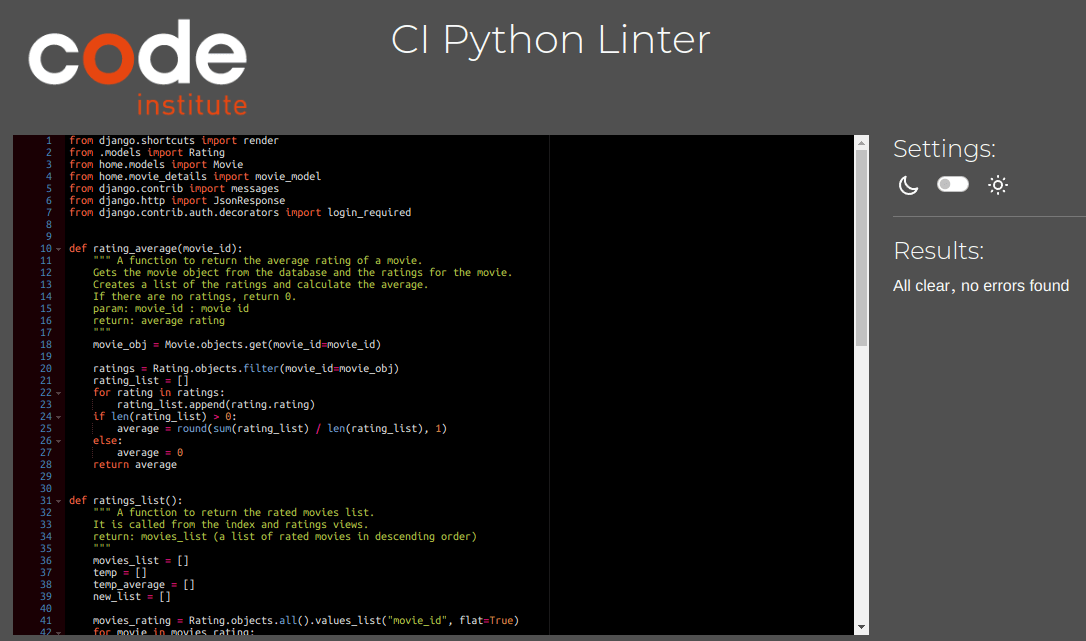 code
institute
CI Python Linter
1 from django.shortcuts import render
2 from .models import Rating
3 from home.models import Movie
4 from home.movie_details import movie_model
5 from django.contrib import messages
6 from django.http import JsonResponse
7 from django.contrib.auth.decorators import login_required
8
9
10 def rating_average(movie_id):
11     """ A function to return the average rating of a movie.
12     Gets the movie object from the database and the ratings for the movie.
13     Creates a list of the ratings and calculate the average.
14     If there are no ratings, return 0.
15     param: movie_id : movie id
16     return: average rating
17     """
18     movie_obj = Movie.objects.get(movie_id=movie_id)
19
20     ratings = Rating.objects.filter(movie_id=movie_obj)
21     rating_list = []
22     for rating in ratings:
23         rating_list.append(rating.rating)
24     if len(rating_list) > 0:
25         average = round(sum(rating_list) / len(rating_list), 1)
26     else:
27         average = 0
28     return average
29
30
31 def ratings_list():
32     """ A function to return the rated movies list.
33     It is called from the index and ratings views.
34     return: movies_list (a list of rated movies in descending order)
35     """
36     movies_list = []
37     temp = []
38     temp_average = []
39     new_list = []
40
41     movies_rating = Rating.objects.all().values_list("movie_id", flat=True)
42     for movie in movies_rating:
Settings:
Results:
All clear, no errors found